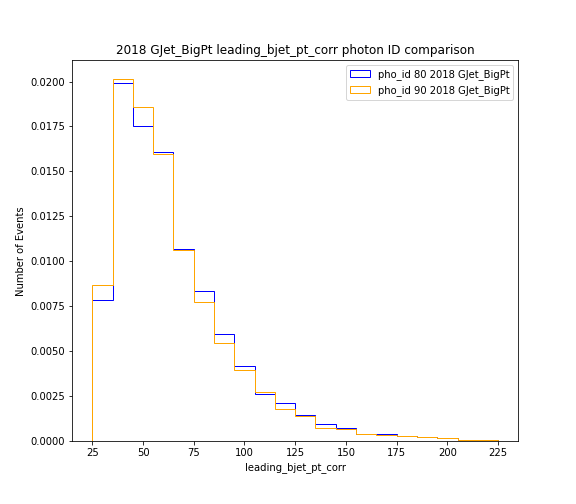 2018 GJet_BigPt leading_bjet_pt_corr photon ID comparison
pho_id 80 2018 GJet_BigPt
pho_id 90 2018 GJet_BigPt
Number of Events
0.0200
0.0175
0.0150
0.0125
0.0100
0.0075
0.0050
0.0025
0.0000
25 50 75 100 125 150 175 200 225
leading_bjet_pt_corr